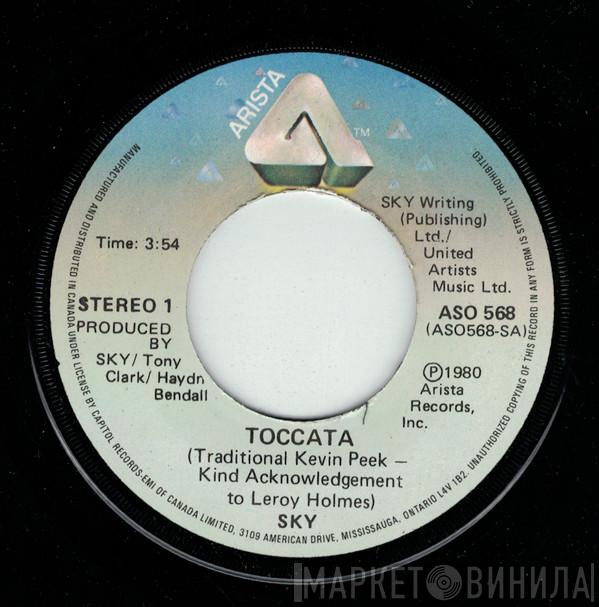 ARISTA
TM
SKY Writing
(Publishing)
Ltd./
United
Artists
Music Ltd.
Time: 3:54
STEREO 1
PRODUCED
BY
SKY/Tony
Clark/Haydn
Bendall
ASO 568
(ASO568-SA)
Ⓟ1980
Arista
Records,
Inc.
TOCCATA
(Traditional Kevin Peek –
Kind Acknowledgement
to Leroy Holmes)
SKY
MANUFACTURED AND DISTRIBUTED IN CANADA UNDER LICENSE BY CAPITOL RECORDS-EMI OF CANADA LIMITED, 3109 AMERICAN DRIVE, MISSISSAUGA, ONTARIO L4V 1B2. UNAUTHORIZED COPYING OF THIS RECORD IN ANY FORM IS STRICTLY PROHIBITED
МАРКЕТ ВИНИЛА